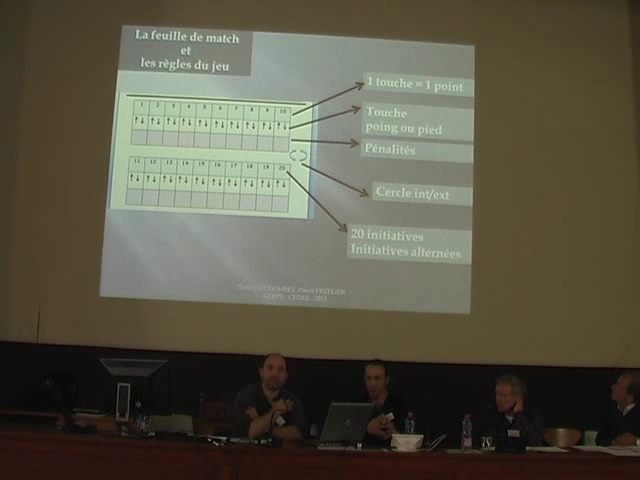 La feuille de match
et
les règles du jeu
1 touche = 1 point
1 2 3 4 5 6 7 8 9 10
Touche
poing ou pied
Pénalités
11 12 13 14 15 16 17 18 19 20
Cercle int/ext
20 initiatives
Initiatives alternées